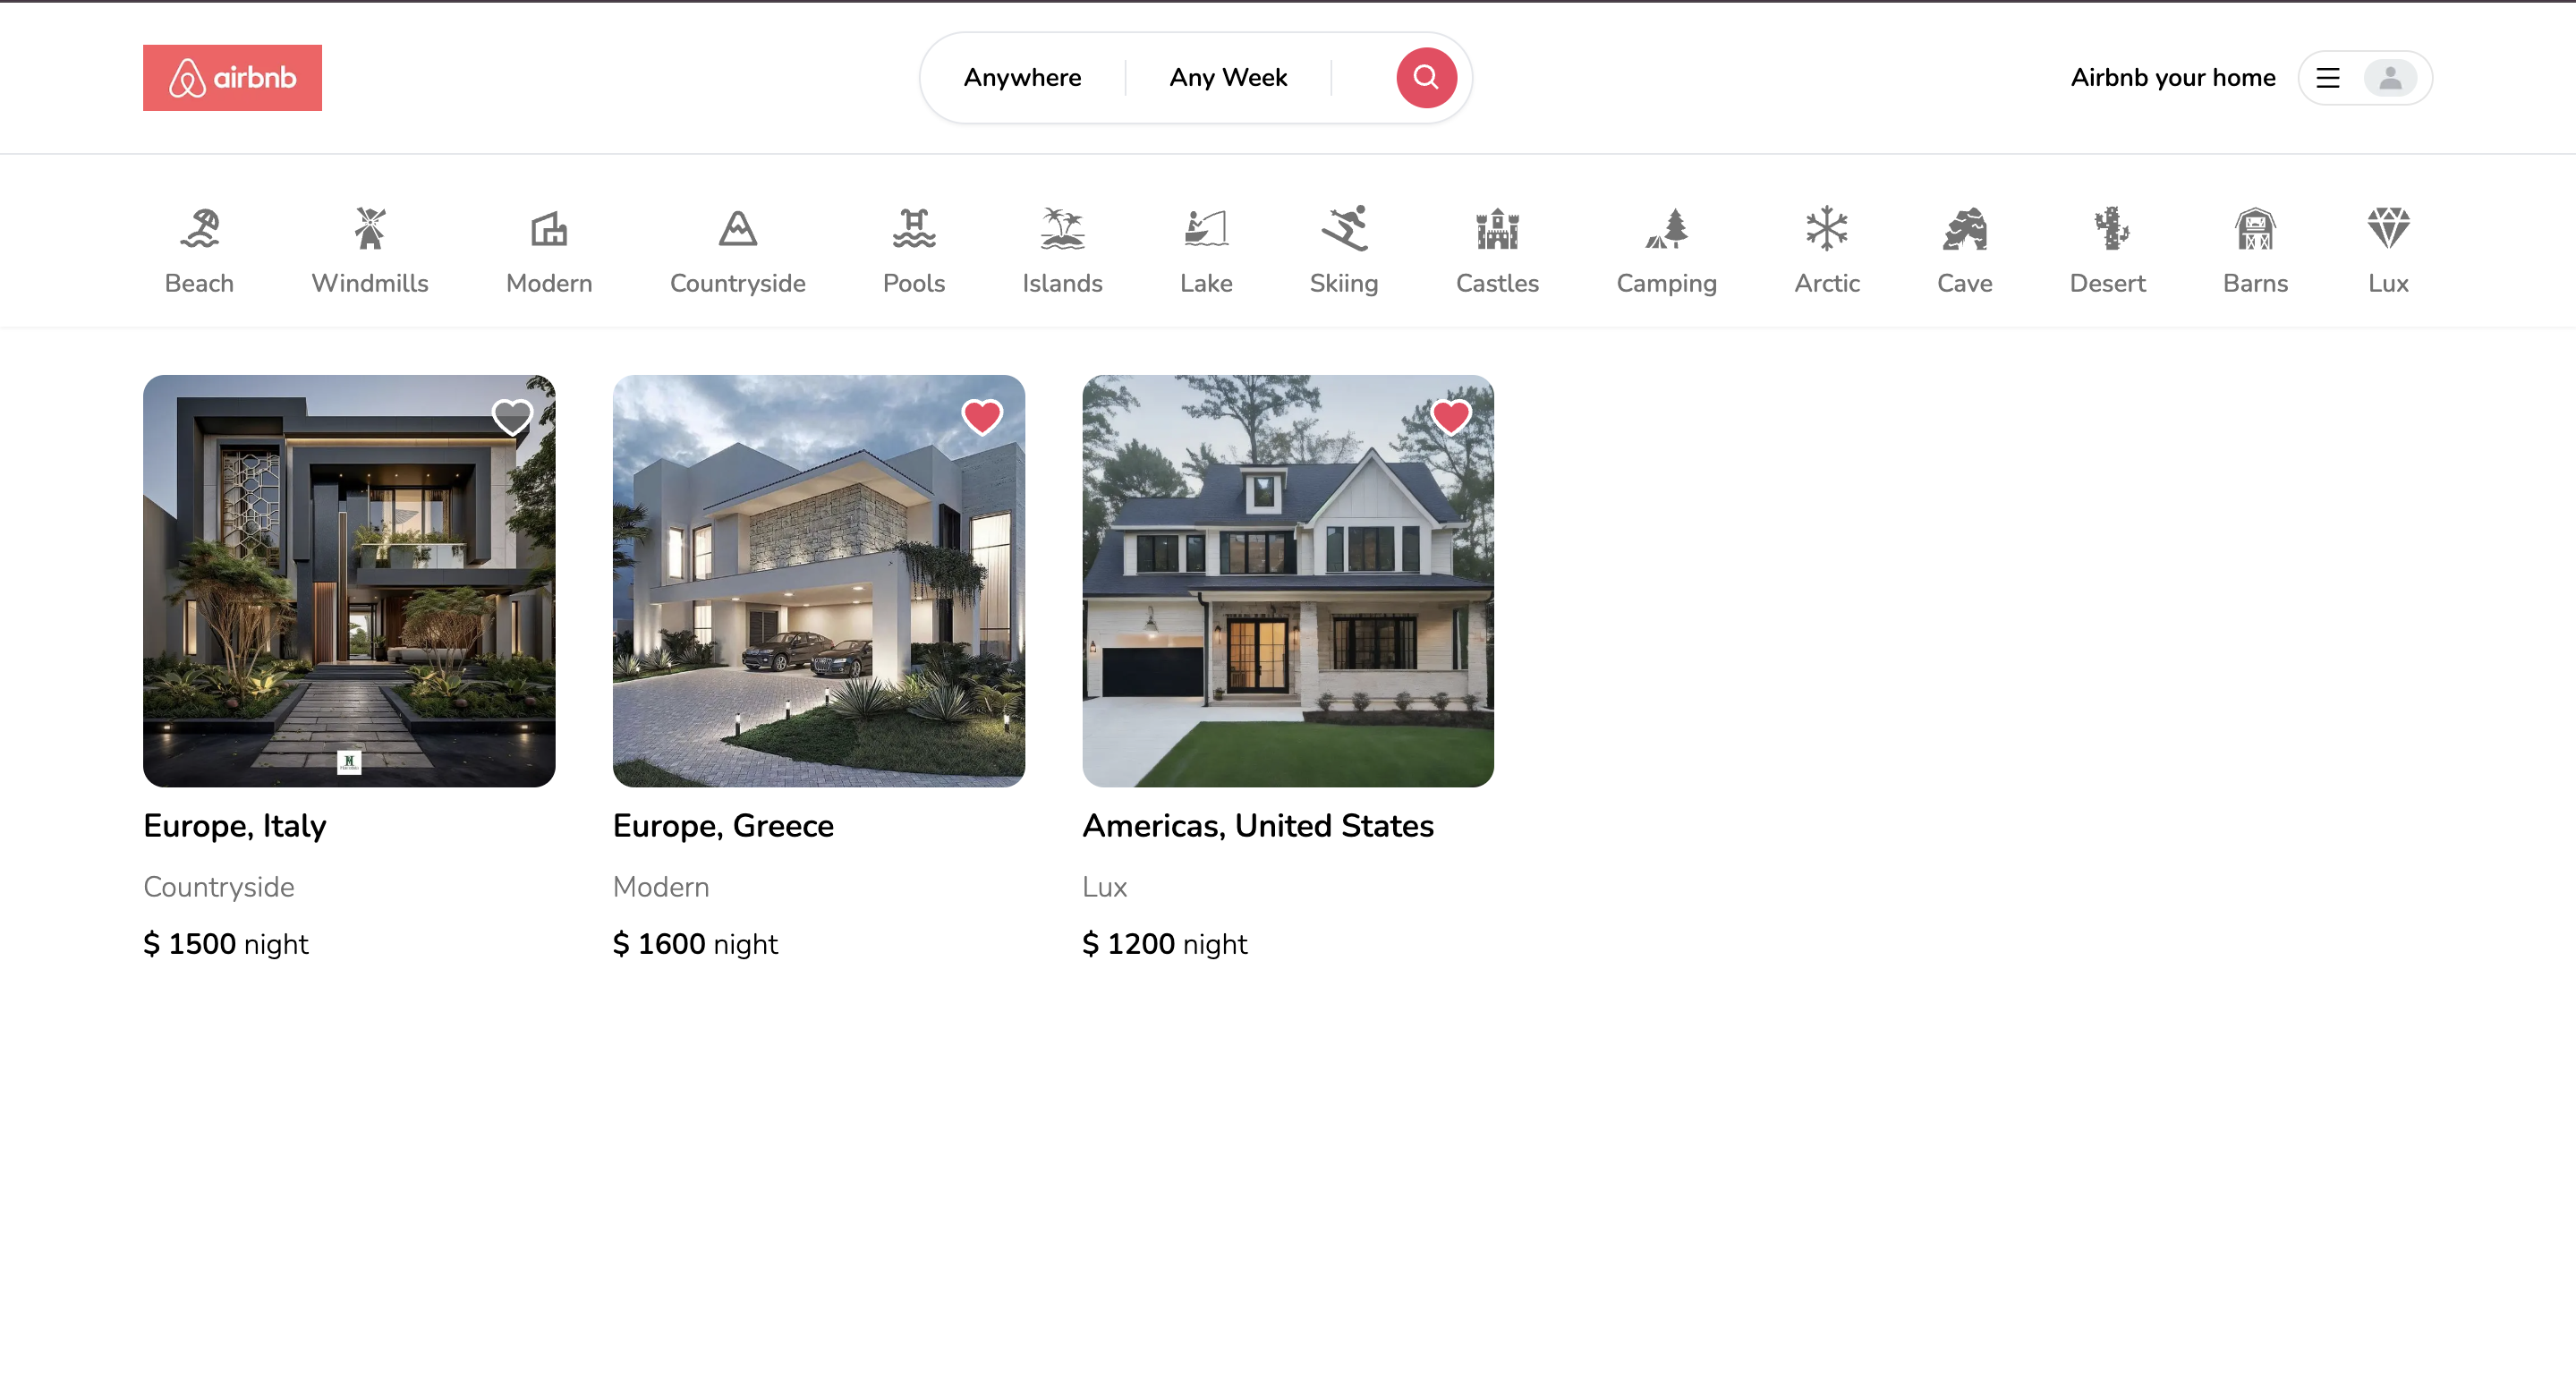 airbnb
Anywhere
Any Week
Airbnb your home
Beach
Windmills
Modern
Countryside
Pools
Islands
Lake
Skiing
Castles
Camping
Arctic
Cave
Desert
Barns
Lux
Europe, Italy
Countryside
$ 1500 night
Europe, Greece
Modern
$ 1600 night
Americas, United States
Lux
$ 1200 night